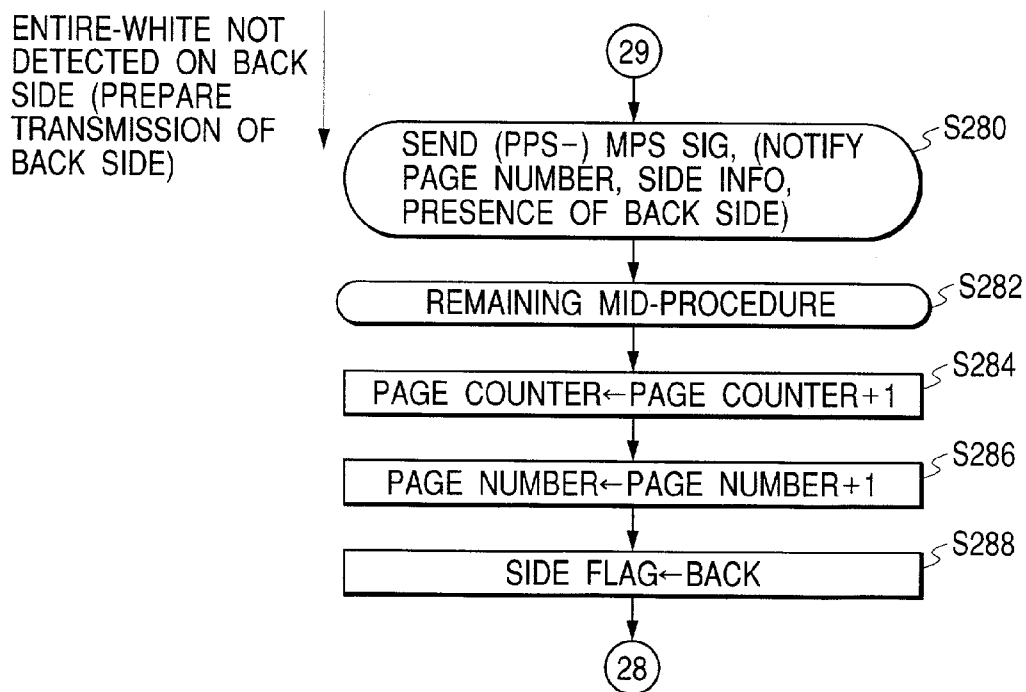 ENTIRE-WHITE NOT
DETECTED ON BACK
SIDE (PREPARE
TRANSMISSION OF
BACK SIDE)
29
SEND (PPS-) MPS SIG, (NOTIFY
PAGE NUMBER, SIDE INFO,
PRESENCE OF BACK SIDE)
S280
REMAINING MID-PROCEDURE
S282
PAGE COUNTER←PAGE COUNTER+1
S284
PAGE NUMBER←PAGE NUMBER+1
S286
SIDE FLAG←BACK
S288
28